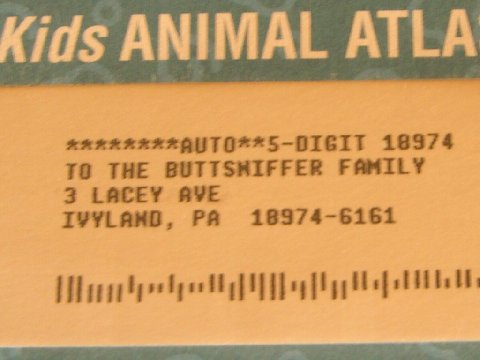 Kids ANIMAL ATLA
********AUTO**5-DIGIT 18974
TO THE BUTTSNIFFER FAMILY
3 LACEY AVE
IVYLAND, PA 18974-6161